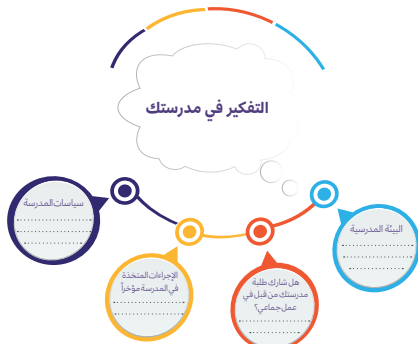 التفكير في مدرستك
البيئة المدرسية
هل شارك طلبة
مدرستك من قبل في
عمل جماعي؟
الإجراءات المتخذة
في المدرسة مؤخراً
سياسات المدرسة